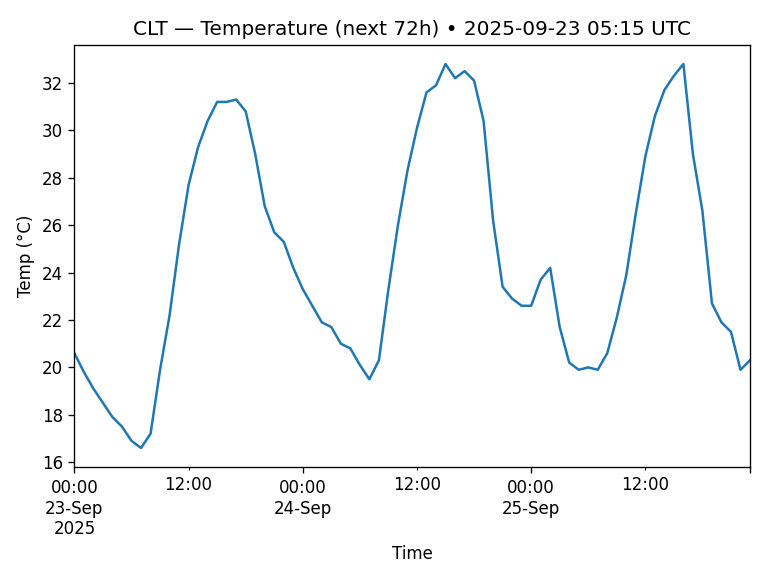 CLT — Temperature (next 72h) • 2025-09-23 05:15 UTC
Temp (°C)
32
30
28
26
24
22
20
18
16
00:00 12:00 00:00 12:00 00:00 12:00
23-Sep 24-Sep 25-Sep
2025
Time